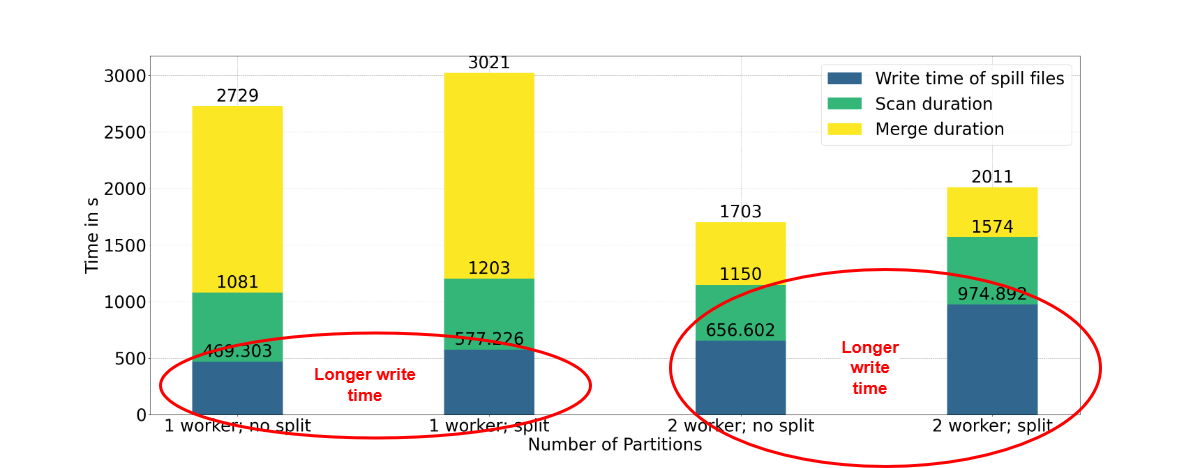 3021
3000
2729
Write time of spill files
Scan duration
Merge duration
2500
2000
2011
1703
1574
Time in s
1500
1203
1150
1081
1000
974.892
656.602
577.226
469.303
500
Longer write
time
Longer
write
time
0
1 worker; no split
1 worker; split
2 worker; no split
2 worker; split
Number of Partitions